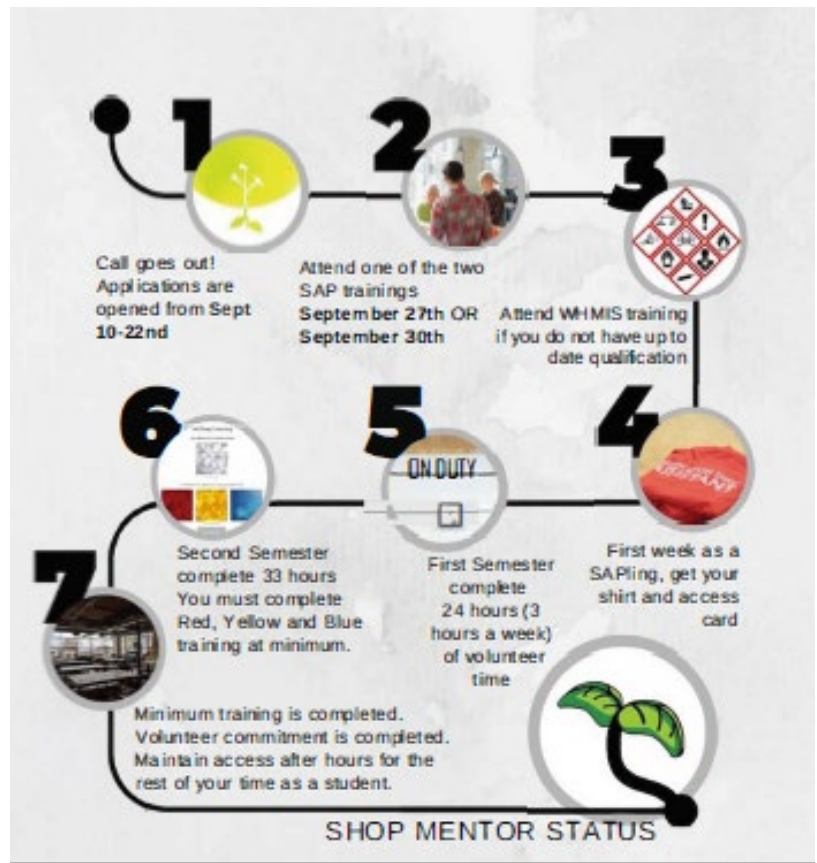 1
Call goes out!
Applications are
opened from Sept
10-22nd
2
Attend one of the two
SAP trainings
September 27th OR
September 30th
3
Attend WHMIS training
if you do not have up to
date qualification
4
First week as a
SAPling, get your
shirt and access
card
5
ON DUTY
First Semester
complete
24 hours (3
hours a week)
of volunteer
time
6
Second Semester
complete 33 hours
You must complete
Red, Yellow and Blue
training at minimum.
7
Minimum training is completed.
Volunteer commitment is completed.
Maintain access after hours for the
rest of your time as a student.
SHOP MENTOR STATUS